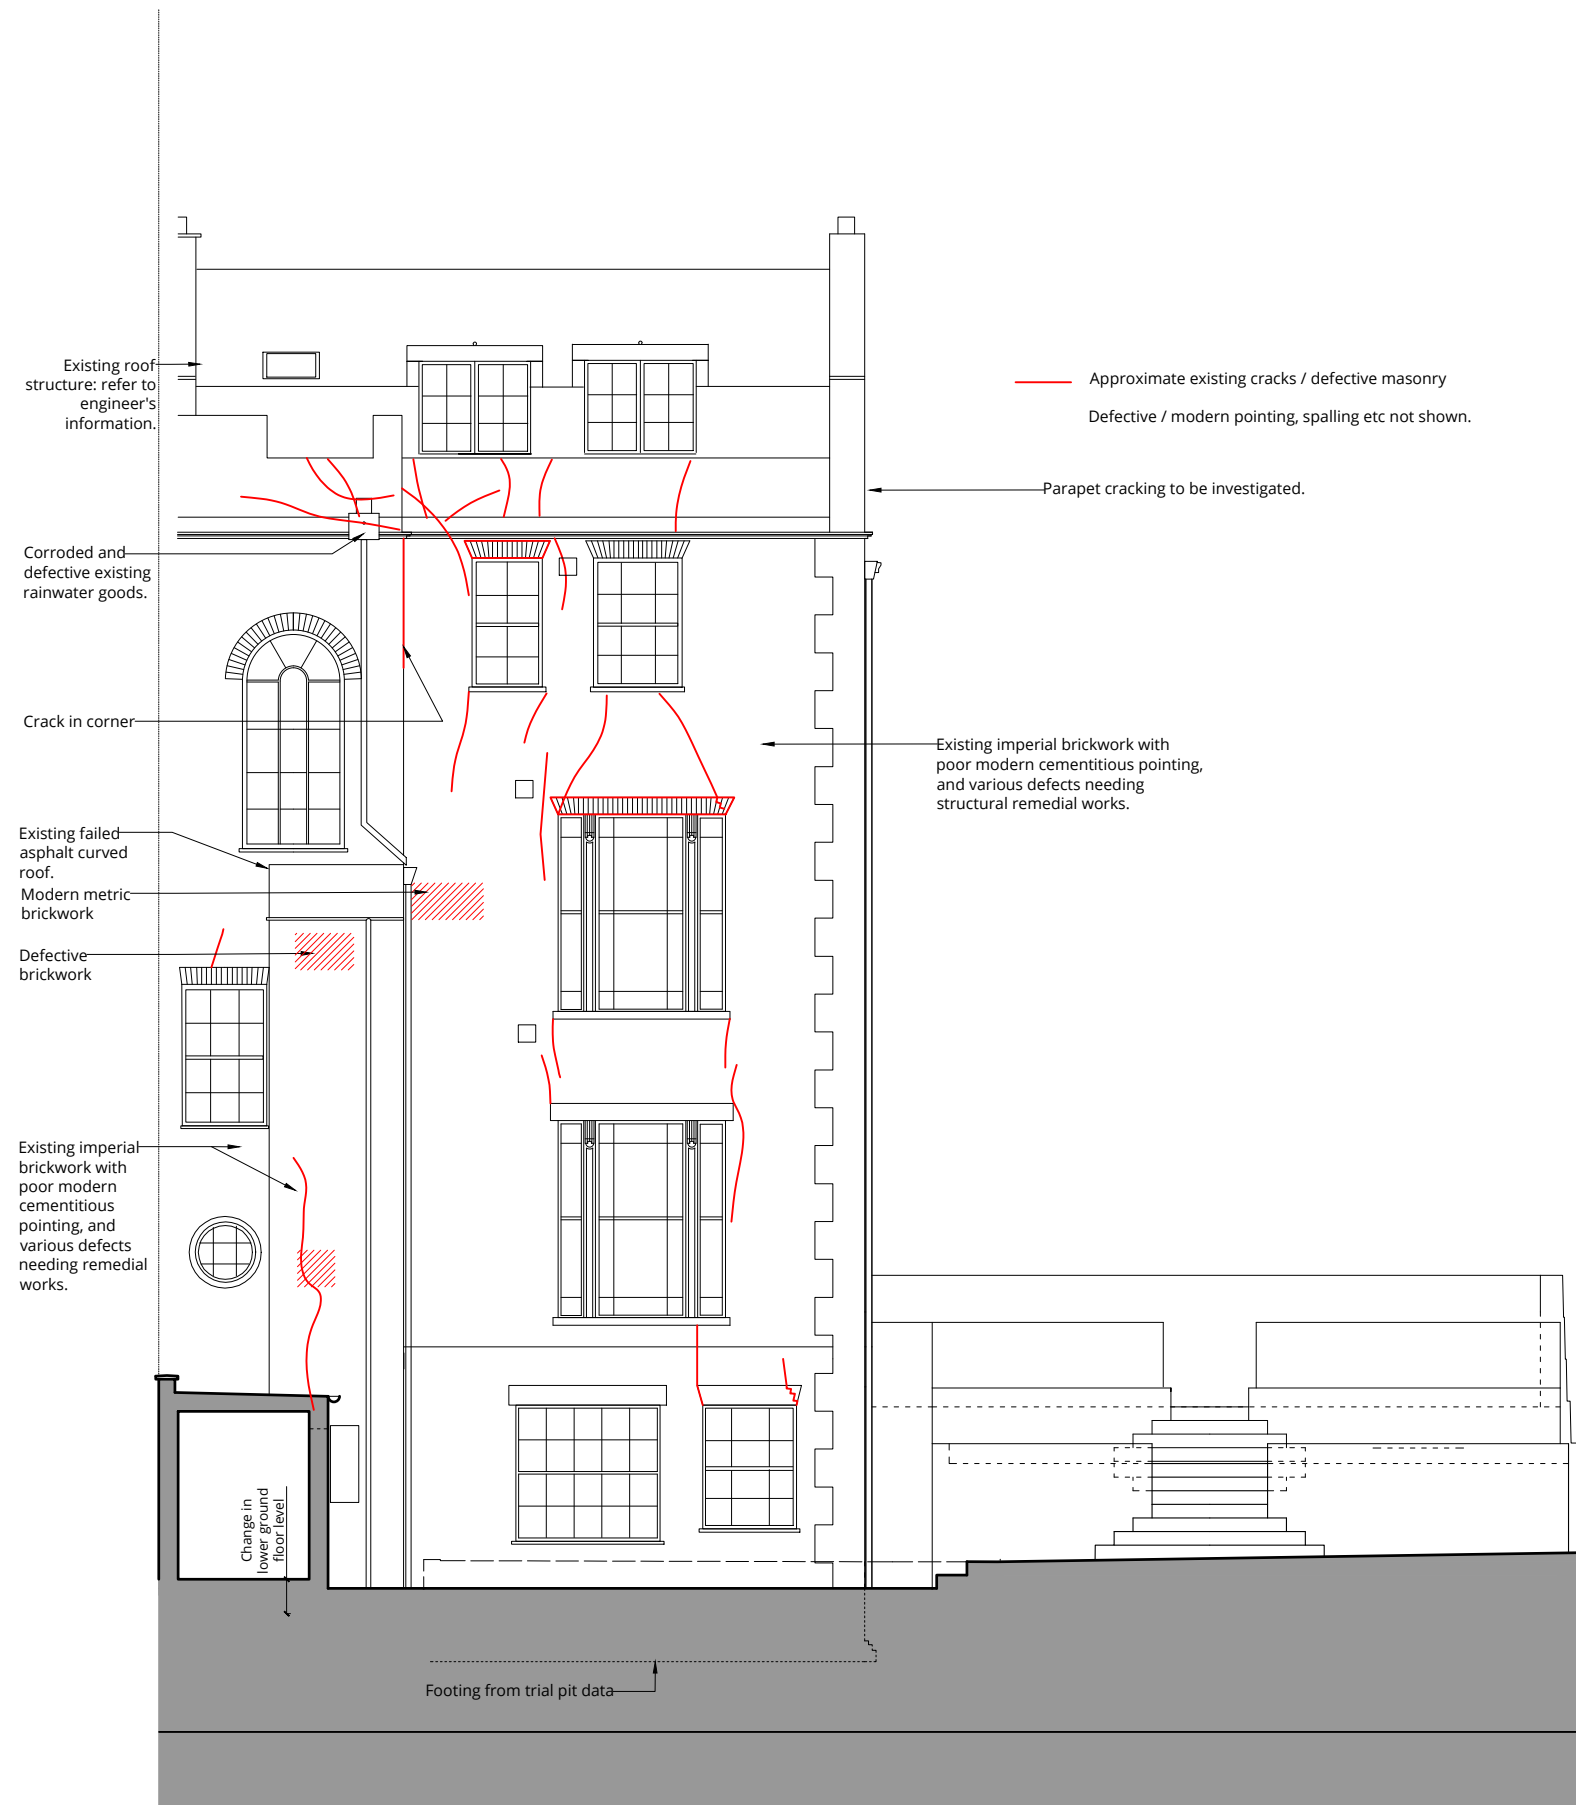 Existing roof
structure: refer to
engineer's
information.
Approximate existing cracks / defective masonry
Defective / modern pointing, spalling etc not shown.
Parapet cracking to be investigated.
Corroded and
defective existing
rainwater goods.
Crack in corner
Existing imperial brickwork with
poor modern cementitious pointing,
and various defects needing
structural remedial works.
Existing failed
asphalt curved
roof.
Modern metric
brickwork
Defective
brickwork
Existing imperial
brickwork with
poor modern
cementitious
pointing, and
various defects
needing remedial
works.
Change in
lower ground
floor level
Footing from trial pit data